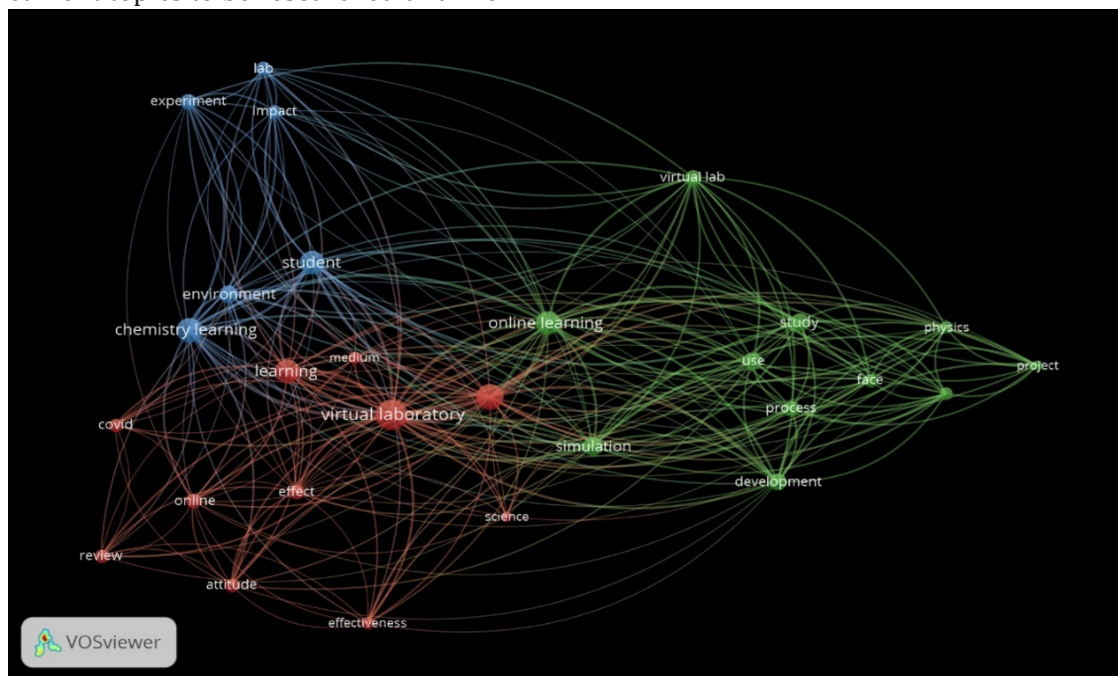 lab
experiment
impact
virtual lab
student
environment
chemistry learning
online learning
study
physics
medium
learning
use
project
face
virtual laboratory
process
covid
simulation
development
effect
online
science
review
attitude
effectiveness
VOSviewer